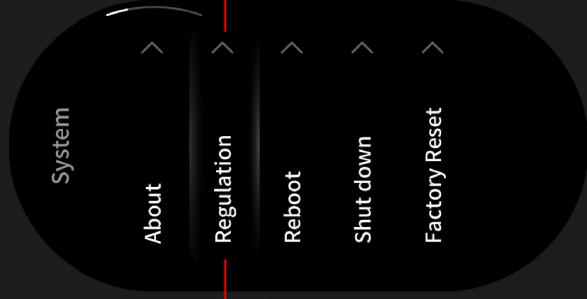 System
About
Regulation
Reboot
Shut down
Factory Reset